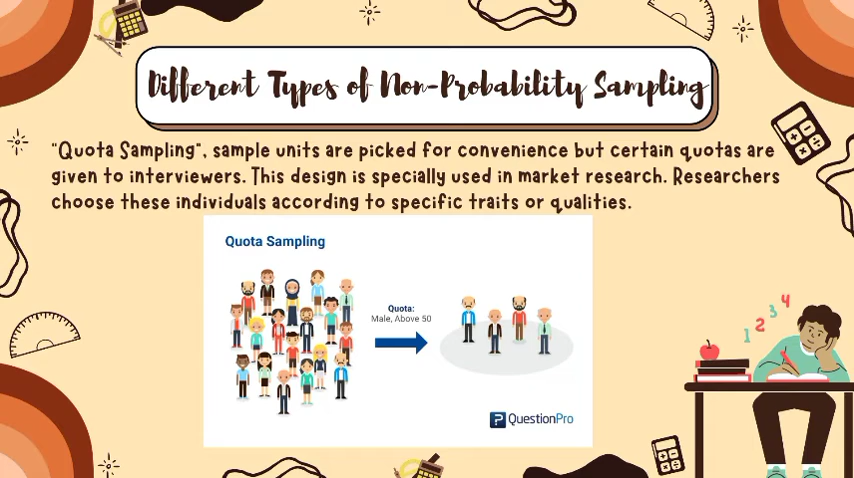 Different Types of Non-Probability Sampling
"Quota Sampling", sample units are picked for convenience but certain quotas are
given to interviewers. This design is specially used in market research. Researchers
choose these individuals according to specific traits or qualities.
Quota Sampling
Quota:
Male, Above 50
QuestionPro
1 2 3 4